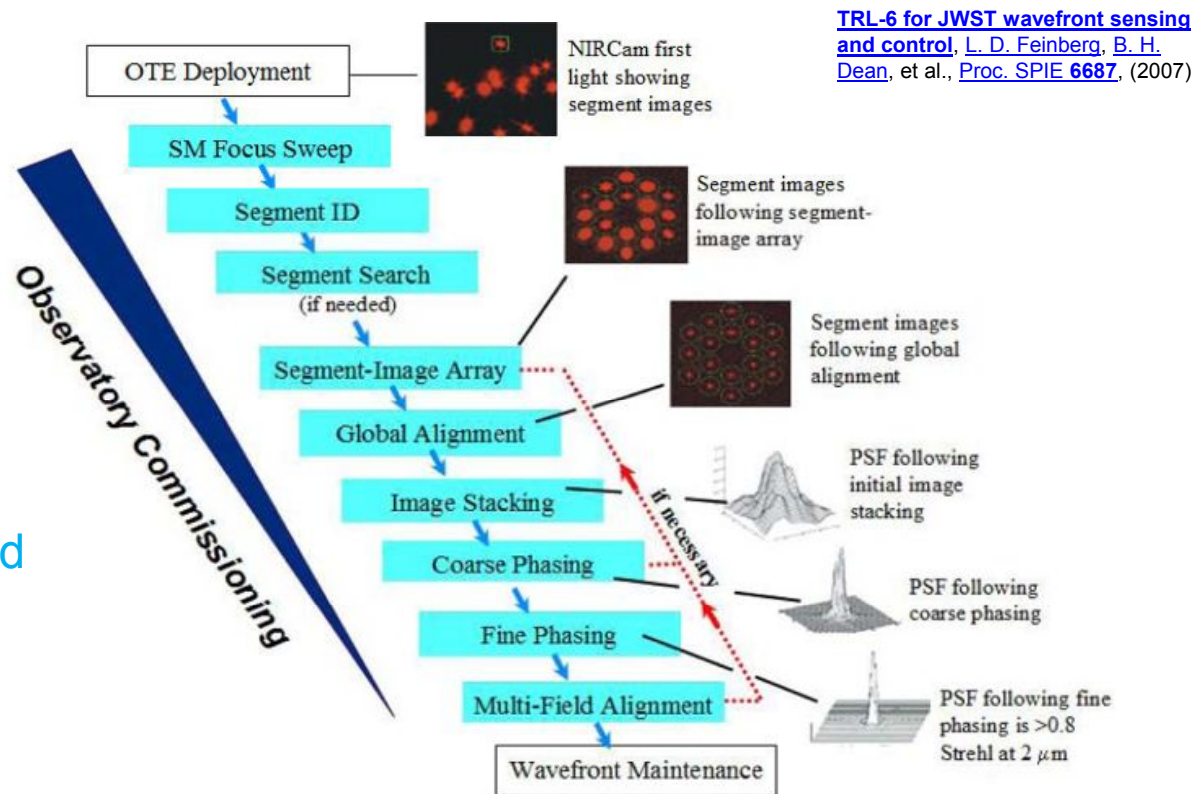 TRL-6 for JWST wavefront sensing
and control, L. D. Feinberg, B. H.
Dean, et al., Proc. SPIE 6687, (2007)
OTE Deployment
NIRCam first
light showing
segment images
SM Focus Sweep
Segment ID
Segment Search
(if needed)
Segment images
following segment-
image array
Segment-Image Array
Segment images
following global
alignment
Global Alignment
Image Stacking
PSF following
initial image
stacking
Coarse Phasing
PSF following
coarse phasing
Fine Phasing
Multi-Field Alignment
PSF following fine
phasing is >0.8
Strehl at 2 μm
Wavefront Maintenance
Observatory Commissioning
if necessary
d